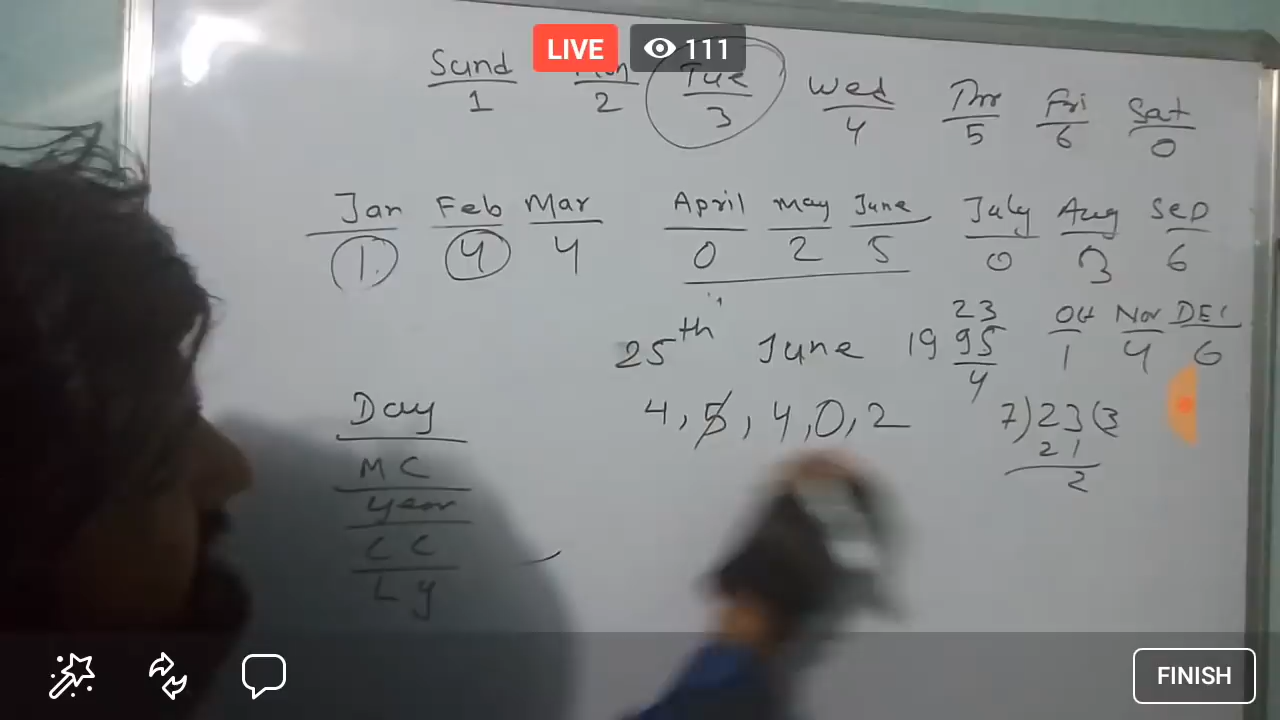 LIVE 111
Sund Mon Tue Wed Thr Fri Sat
1 2 3 4 5 6 0
Jan Feb Mar April May June July Aug Sep
1 4 4 0 2 5 0 3 6
23
25th June 1995 Oct Nov DEC
4 1 4 6
Day 4, 5, 4, 0, 2 7)23(3
MC 21
year 2
CC
Ly
FINISH